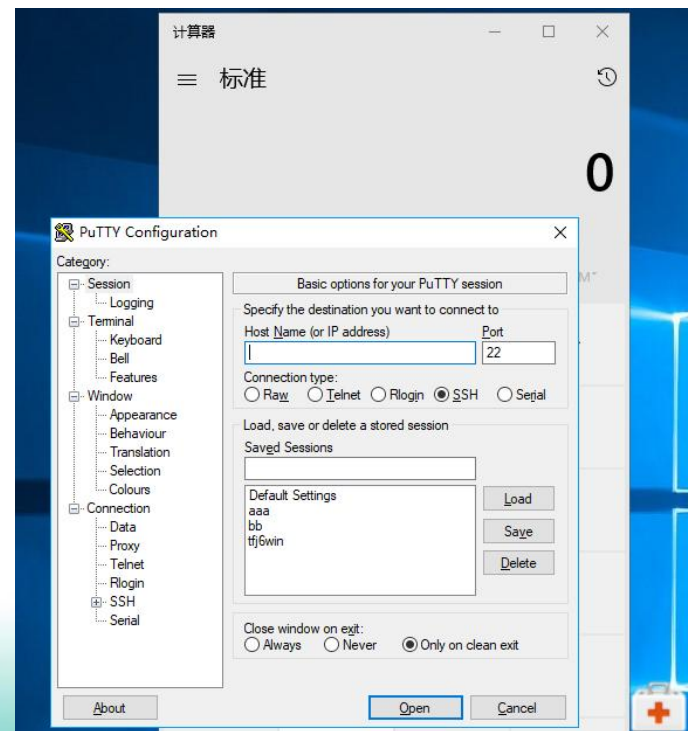 计算器
标准
0
PuTTY Configuration
M˅
Category:
Session
Logging
Terminal
Keyboard
Bell
Features
Window
Appearance
Behaviour
Translation
Selection
Colours
Connection
Data
Proxy
Telnet
Rlogin
SSH
Serial
Basic options for your PuTTY session
Specify the destination you want to connect to
Host Name (or IP address) Port
22
Connection type:
Raw Telnet Rlogin SSH Serial
Load, save or delete a stored session
Saved Sessions
Default Settings
aaa
bb
tfj6win
Load
Save
Delete
Close window on exit:
Always Never Only on clean exit
About Open Cancel